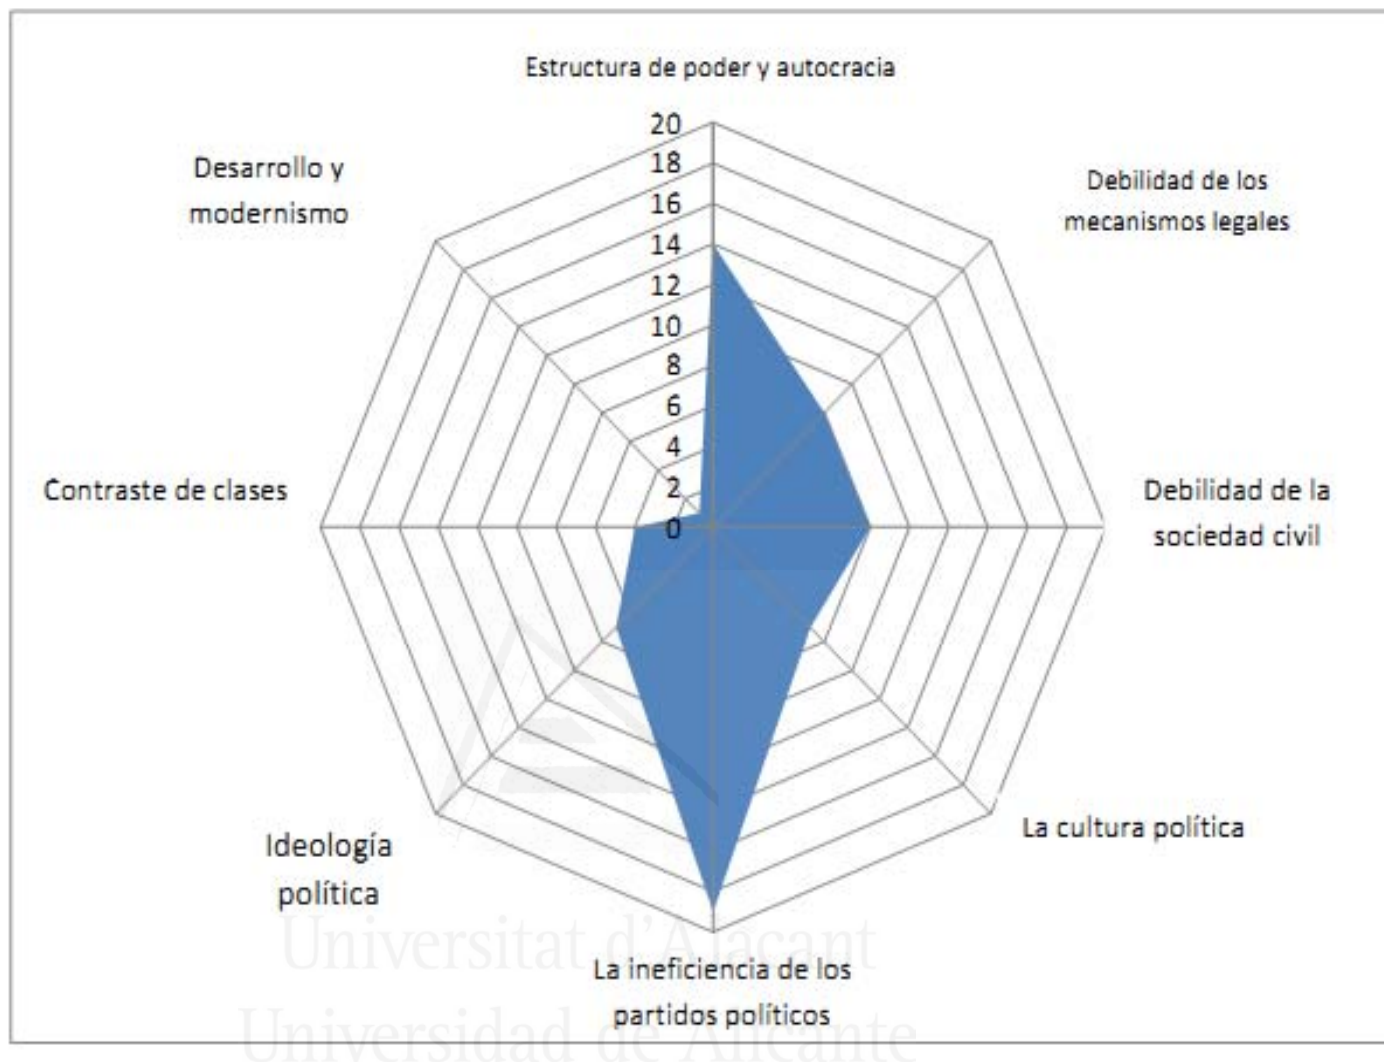 Estructura de poder y autocracia
Debilidad de los
mecanismos legales
Debilidad de la
sociedad civil
La cultura política
La ineficiencia de los
partidos políticos
Ideología
política
Contraste de clases
Desarrollo y
modernismo
20
18
16
14
12
10
8
6
4
2
0
Universitat d'Alacant
Universidad de Alicante